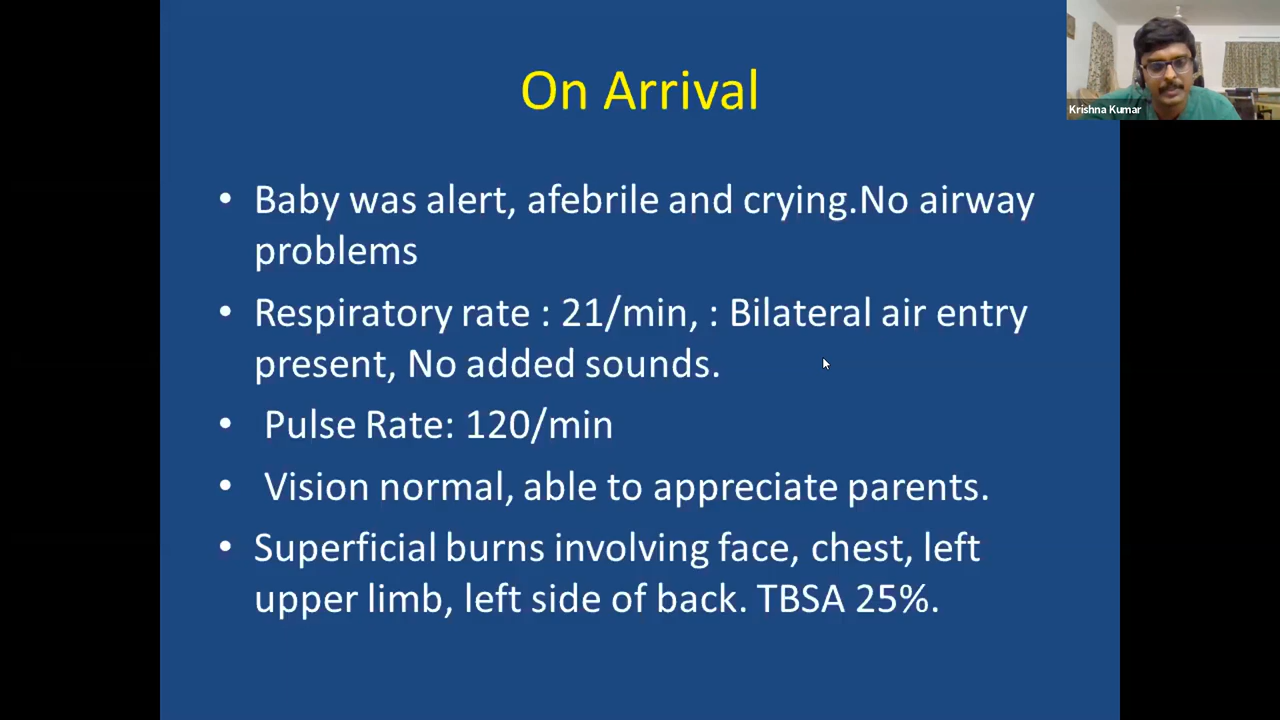 On Arrival
Krishna Kumar
• Baby was alert, afebrile and crying.No airway
problems
• Respiratory rate : 21/min, : Bilateral air entry
present, No added sounds.
• Pulse Rate: 120/min
• Vision normal, able to appreciate parents.
• Superficial burns involving face, chest, left
upper limb, left side of back. TBSA 25%.